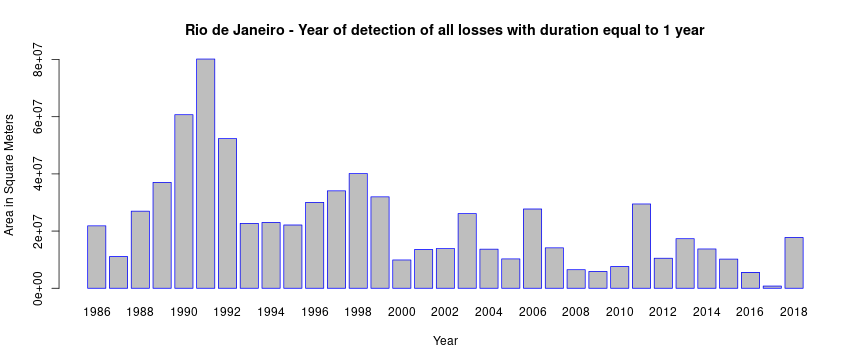 Rio de Janeiro - Year of detection of all losses with duration equal to 1 year
Area in Square Meters
8e+07
6e+07
4e+07
2e+07
0e+00
1986 1988 1990 1992 1994 1996 1998 2000 2002 2004 2006 2008 2010 2012 2014 2016 2018
Year